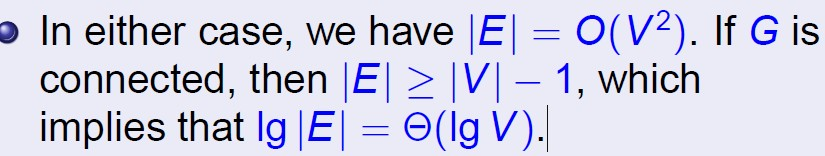 In either case, we have |E| = O(V²). If G is
connected, then |E| ≥ |V| − 1, which
implies that lg |E| = Θ(lg V).